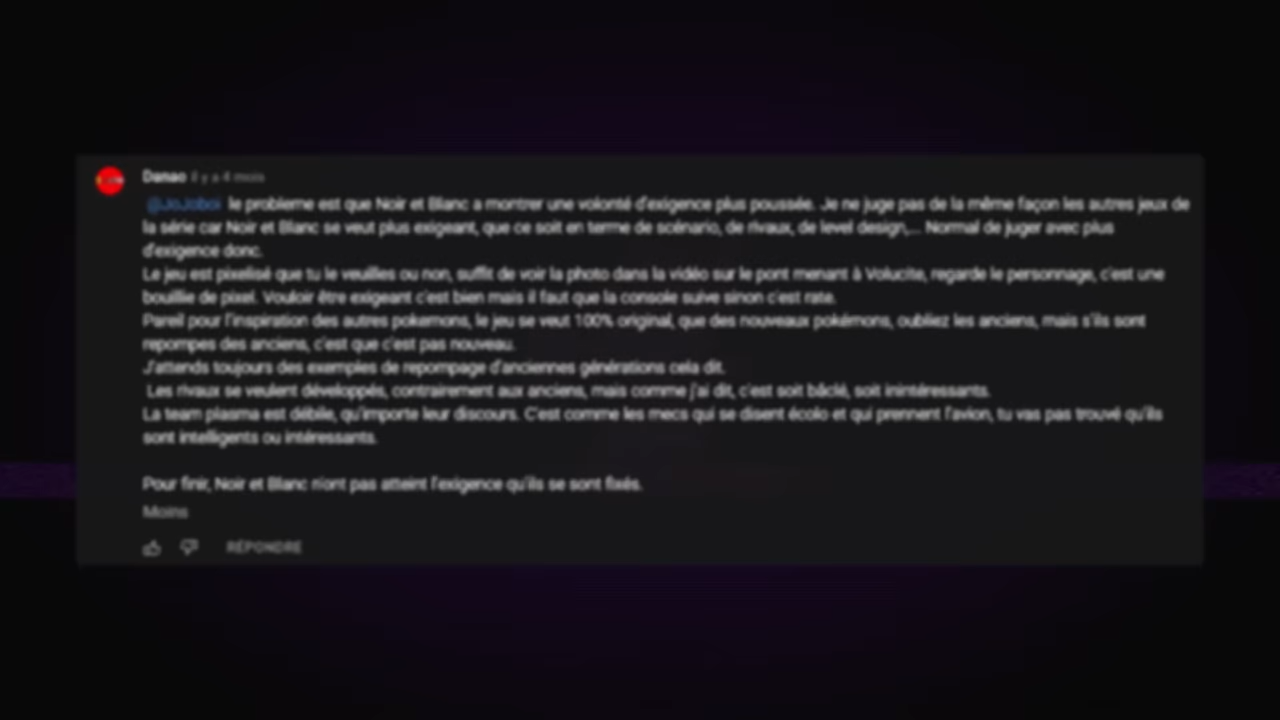 Danao il y a 4 mois
@JoJoboi le probleme est que Noir et Blanc a montrer une volonté d'exigence plus poussée. Je ne juge pas de la même façon les autres jeux de
la série car Noir et Blanc se veut plus exigeant, que ce soit en terme de scénario, de rivaux, de level design,... Normal de juger avec plus
d'exigence donc.
Le jeu est pixelisé que tu le veuilles ou non, suffit de voir la photo dans la vidéo sur le pont menant à Volucite, regarde le personnage, c'est une
bouillie de pixel. Vouloir être exigeant c'est bien mais il faut que la console suive sinon c'est rate.
Pareil pour l'inspiration des autres pokemons, le jeu se veut 100% original, que des nouveaux pokémons, oubliez les anciens, mais s'ils sont
repompes des anciens, c'est que c'est pas nouveau.
J'attends toujours des exemples de repompage d'anciennes générations cela dit.
Les rivaux se veulent développés, contrairement aux anciens, mais comme j'ai dit, c'est soit bâclé, soit inintéressants.
La team plasma est débile, qu'importe leur discours. C'est comme les mecs qui se disent écolo et qui prennent l'avion, tu vas pas trouvé qu'ils
sont intelligents ou intéressants.
Pour finir, Noir et Blanc n'ont pas atteint l'exigence qu'ils se sont fixés.
Moins
RÉPONDRE